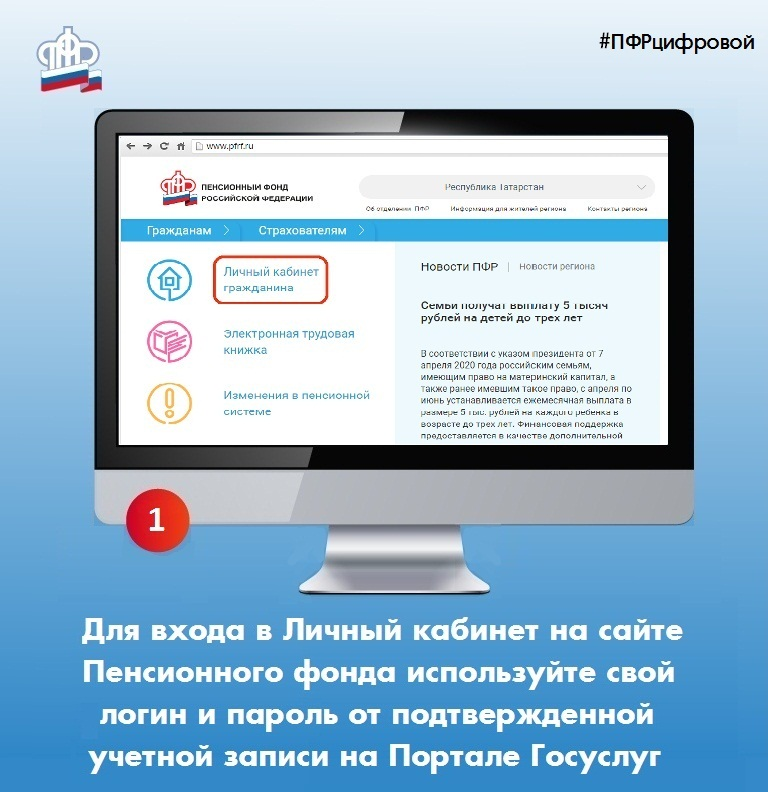 #ПФРцифровой
www.pfrf.ru
ПЕНСИОННЫЙ ФОНД
РОССИЙСКОЙ ФЕДЕРАЦИИ
Республика Татарстан
Об отделении ПФР Информация для жителей региона Контакты региона
Гражданам Страхователям
Личный кабинет
гражданина
Электронная трудовая
книжка
Изменения в пенсионной
системе
Новости ПФР | Новости региона
Семьи получат выплату 5 тысяч
рублей на детей до трех лет
В соответствии с указом президента от 7
апреля 2020 года российским семьям,
имеющим право на материнский капитал, а
также ранее имевшим такое право, с апреля по
июнь устанавливается ежемесячная выплата в
размере 5 тыс. рублей на каждого ребенка в
возрасте до трех лет. Финансовая поддержка
предоставляется в качестве дополнительной
1
Для входа в Личный кабинет на сайте
Пенсионного фонда используйте свой
логин и пароль от подтвержденной
учетной записи на Портале Госуслуг